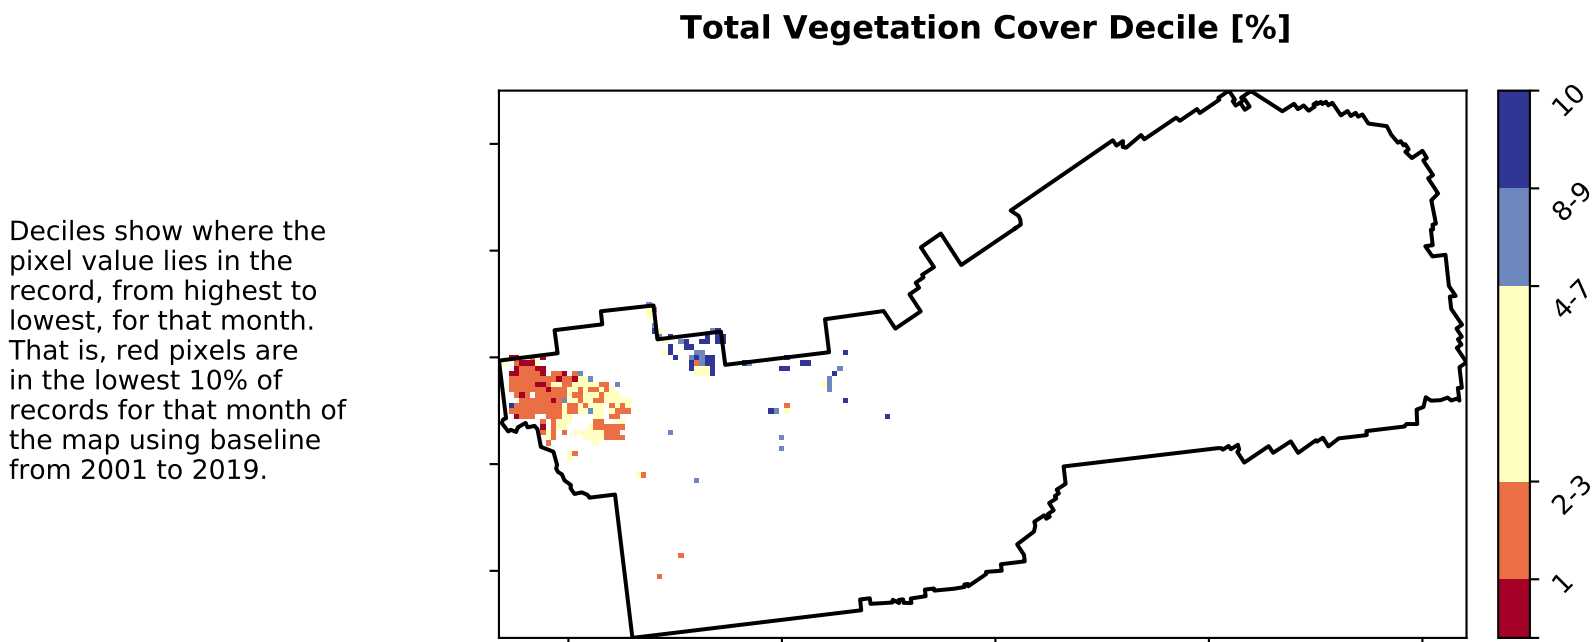 Total Vegetation Cover Decile [%]
Deciles show where the
pixel value lies in the
record, from highest to
lowest, for that month.
That is, red pixels are
in the lowest 10% of
records for that month of
the map using baseline
from 2001 to 2019.
10
8-9
4-7
2-3
1